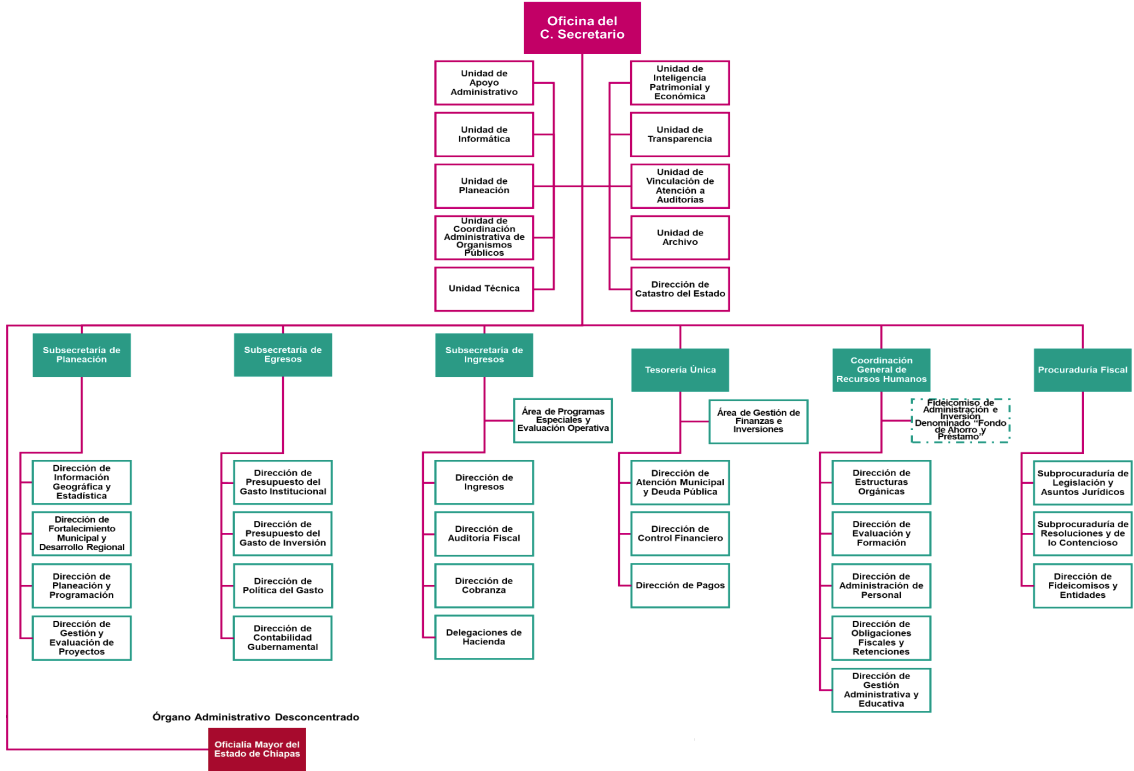 Oficina del
C. Secretario
Unidad de
Apoyo
Administrativo
Unidad de
Inteligencia
Patrimonial y
Económica
Unidad de
Informática
Unidad de
Transparencia
Unidad de
Planeación
Unidad de
Vinculación de
Atención a
Auditorías
Unidad de
Coordinación
Administrativa de
Organismos
Públicos
Unidad de
Archivo
Unidad Técnica
Dirección de
Catastro del Estado
Subsecretaría de
Planeación
Subsecretaría de
Egresos
Subsecretaría de
Ingresos
Tesorería Única
Coordinación
General de
Recursos Humanos
Procuraduría Fiscal
Área de Programas
Especiales y
Evaluación Operativa
Área de Gestión de
Finanzas e
Inversiones
Fideicomiso de
Administración e
Inversión
Denominado “Fondo
de Ahorro y
Préstamo”
Dirección de
Información
Geográfica y
Estadística
Dirección de
Presupuesto del
Gasto Institucional
Dirección de
Ingresos
Dirección de
Atención Municipal
y Deuda Pública
Dirección de
Estructuras
Orgánicas
Subprocuraduría de
Legislación y
Asuntos Jurídicos
Dirección de
Fortalecimiento
Municipal y
Desarrollo Regional
Dirección de
Presupuesto del
Gasto de Inversión
Dirección de
Auditoría Fiscal
Dirección de
Control Financiero
Dirección de
Evaluación y
Formación
Subprocuraduría de
Resoluciones y de
lo Contencioso
Dirección de
Planeación y
Programación
Dirección de
Política del Gasto
Dirección de
Cobranza
Dirección de Pagos
Dirección de
Administración de
Personal
Dirección de
Fideicomisos y
Entidades
Dirección de
Gestión y
Evaluación de
Proyectos
Dirección de
Contabilidad
Gubernamental
Delegaciones de
Hacienda
Dirección de
Obligaciones
Fiscales y
Retenciones
Dirección de
Gestión
Administrativa y
Educativa
Órgano Administrativo Desconcentrado
Oficialía Mayor del
Estado de Chiapas